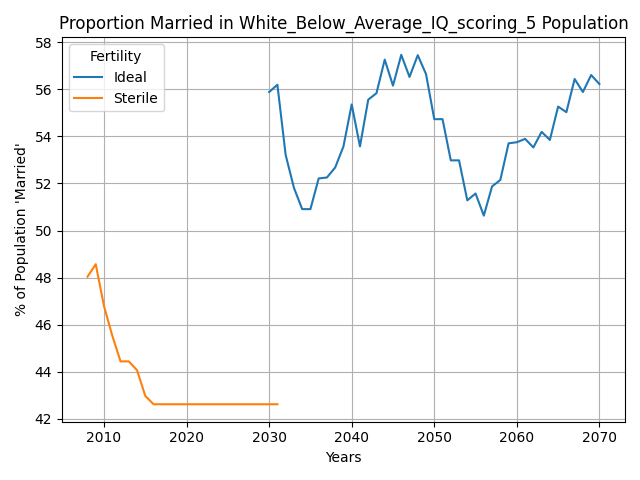 Proportion Married in White_Below_Average_IQ_scoring_5 Population
Fertility
Ideal
Sterile
% of Population 'Married'
58
56
54
52
50
48
46
44
42
2010
2020
2030
2040
2050
2060
2070
Years